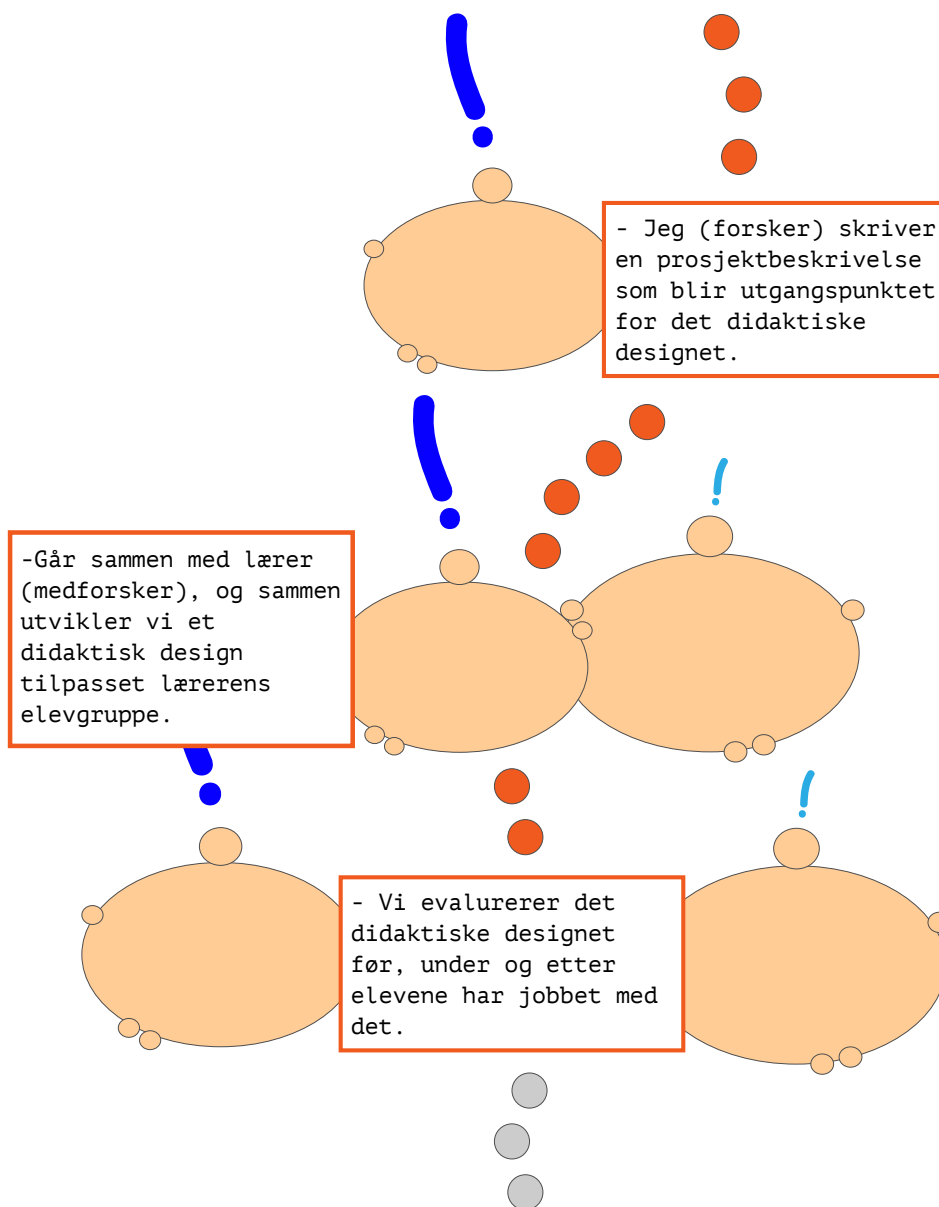 - Jeg (forsker) skriver
en prosjektbeskrivelse
som blir utgangspunktet
for det didaktiske
designet.
-Går sammen med lærer
(medforsker), og sammen
utvikler vi et
didaktisk design
tilpasset lærerens
elevgruppe.
- Vi evalurerer det
didaktiske designet
før, under og etter
elevene har jobbet med
det.